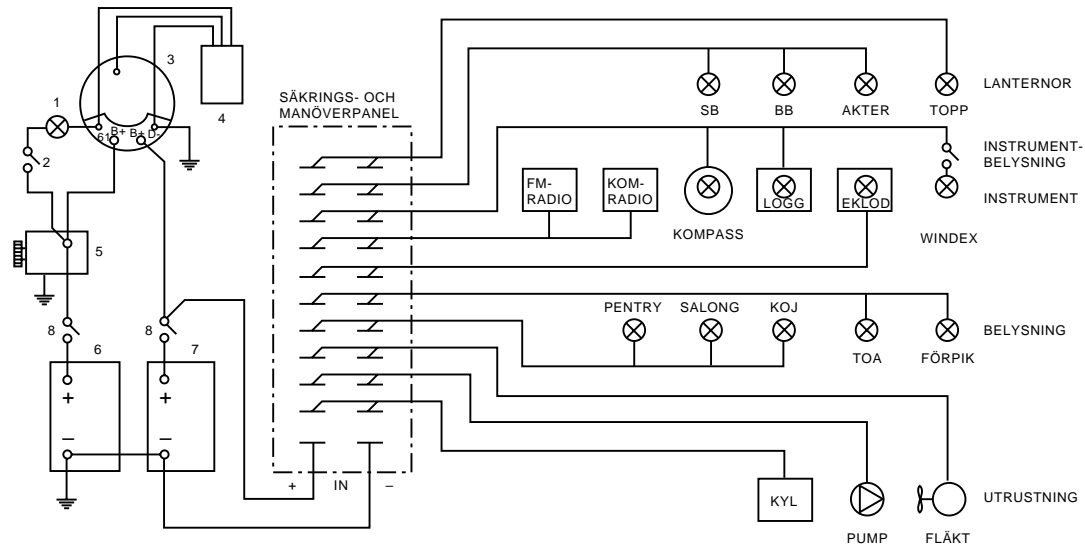 1
3
4
61
B+
B+
D-
2
5
8
8
6
7
+
+
–
–
SÄKRINGS- OCH
MANÖVERPANEL
+ IN –
SB
BB
AKTER
TOPP
LANTERNOR
FM-
RADIO
KOM-
RADIO
KOMPASS
LOGG
EKLOD
INSTRUMENT-
BELYSNING
INSTRUMENT
WINDEX
PENTRY
SALONG
KOJ
TOA
FÖRPIK
BELYSNING
KYL
PUMP
FLÄKT
UTRUSTNING